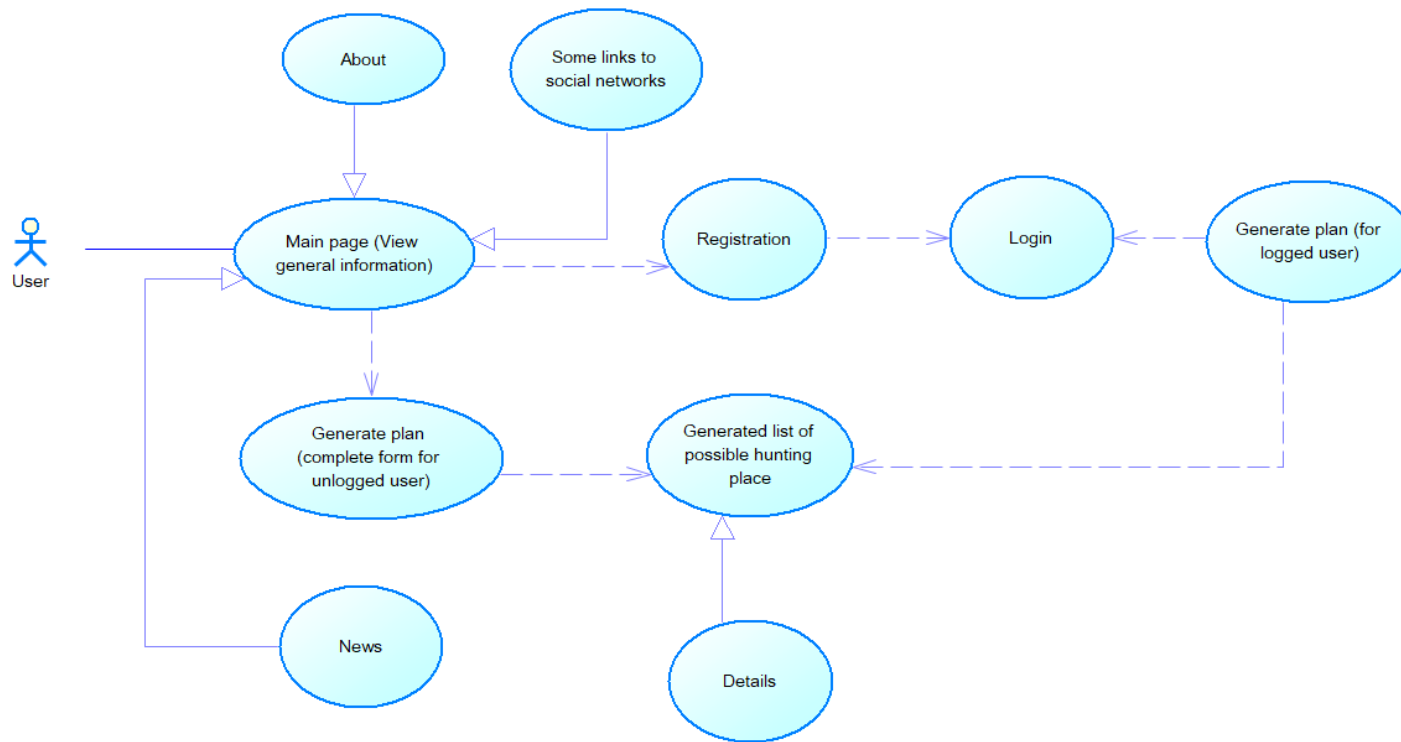 About
Some links to
social networks
User
Main page (View
general information)
Registration
Login
Generate plan (for
logged user)
Generate plan
(complete form for
unlogged user)
Generated list of
possible hunting
place
News
Details